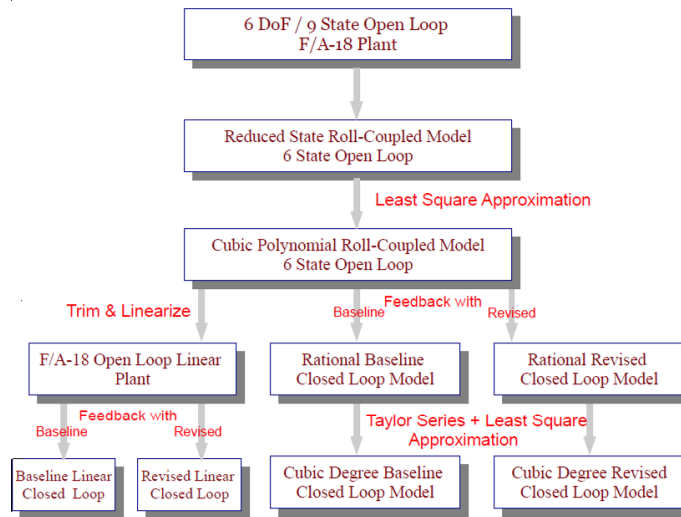 6 DoF / 9 State Open Loop
F/A-18 Plant
Reduced State Roll-Coupled Model
6 State Open Loop
Least Square Approximation
Cubic Polynomial Roll-Coupled Model
6 State Open Loop
Trim & Linearize
Feedback with
Baseline
Revised
F/A-18 Open Loop Linear
Plant
Rational Baseline
Closed Loop Model
Rational Revised
Closed Loop Model
Feedback with
Baseline
Revised
Taylor Series + Least Square
Approximation
Baseline Linear
Closed Loop
Revised Linear
Closed Loop
Cubic Degree Baseline
Closed Loop Model
Cubic Degree Revised
Closed Loop Model